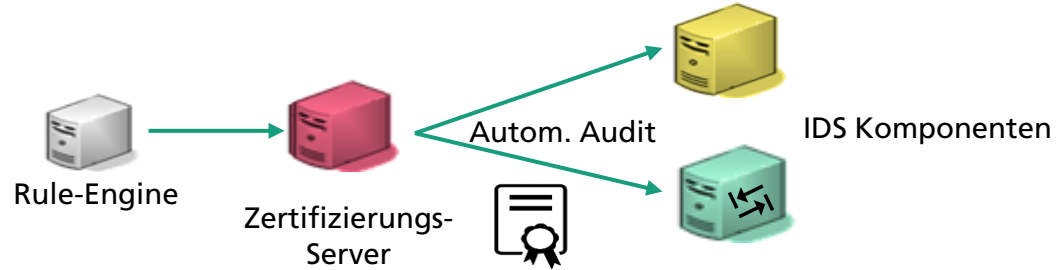 Rule-Engine
Zertifizierungs-
Server
Autom. Audit
IDS Komponenten